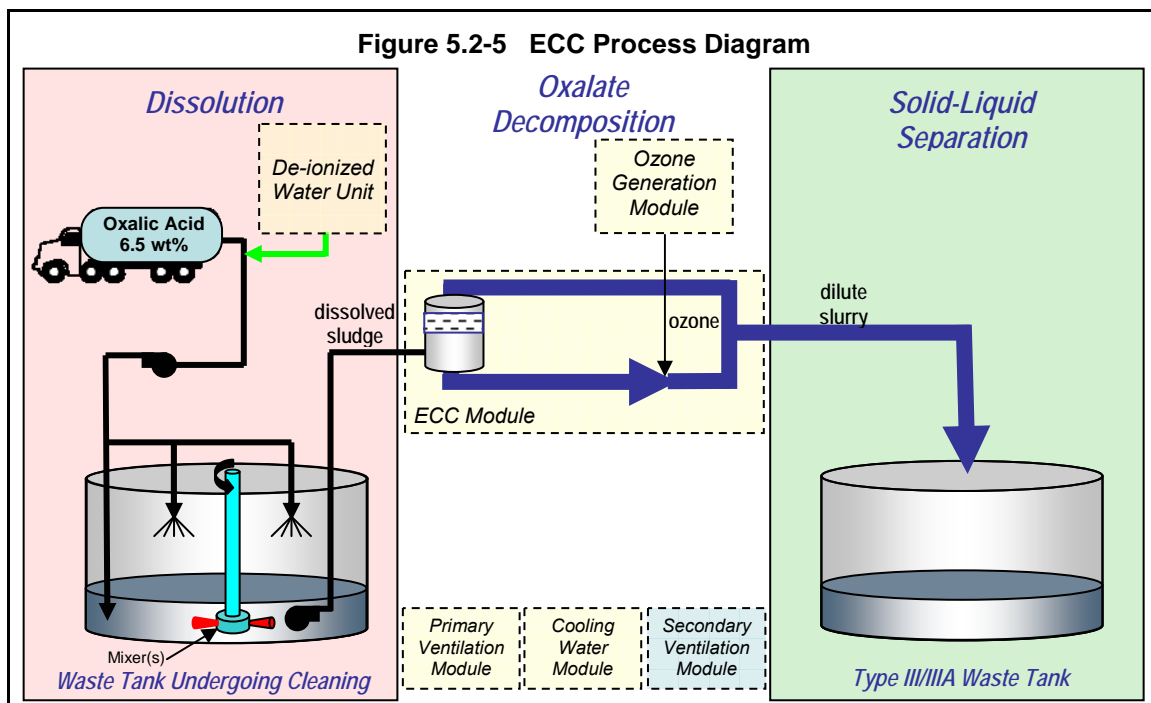 Figure 5.2-5 ECC Process Diagram
Dissolution
De-ionized
Water Unit
Oxalic Acid
6.5 wt%
dissolved
sludge
Mixer(s)
Waste Tank Undergoing Cleaning
Oxalate
Decomposition
Ozone
Generation
Module
ozone
ECC Module
Primary
Ventilation
Module
Cooling
Water
Module
Secondary
Ventilation
Module
Solid-Liquid
Separation
dilute
slurry
Type III/IIIA Waste Tank